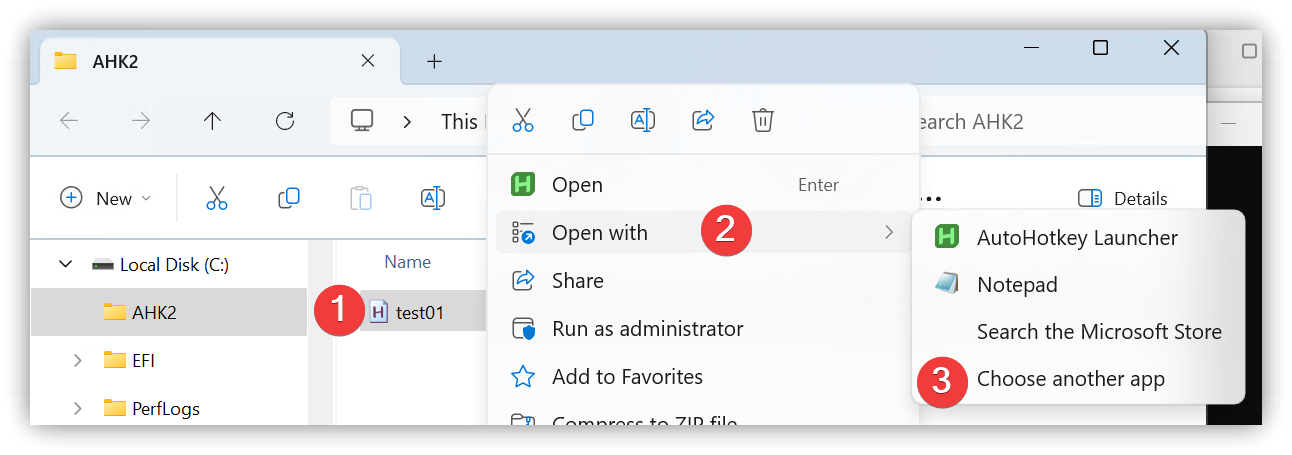 AHK2
This
earch AHK2
New
Details
Open Enter
Open with 2
Share
Run as administrator
Add to Favorites
Compress to ZIP file
AutoHotkey Launcher
Notepad
Search the Microsoft Store
3 Choose another app
Local Disk (C:)
AHK2
EFI
PerfLogs
Name
1 test01